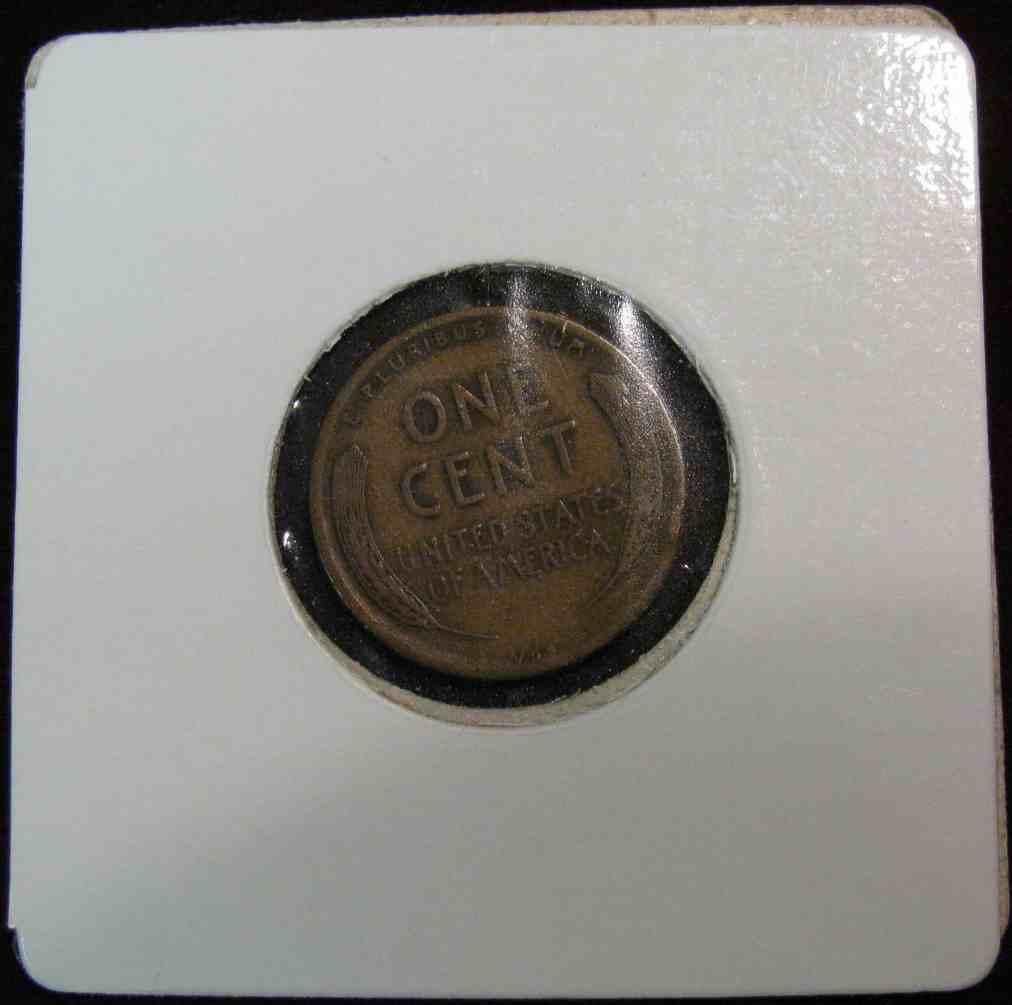 E PLURIBUS UNUM
ONE
CENT
UNITED STATES
OF AMERICA
V.D.B.